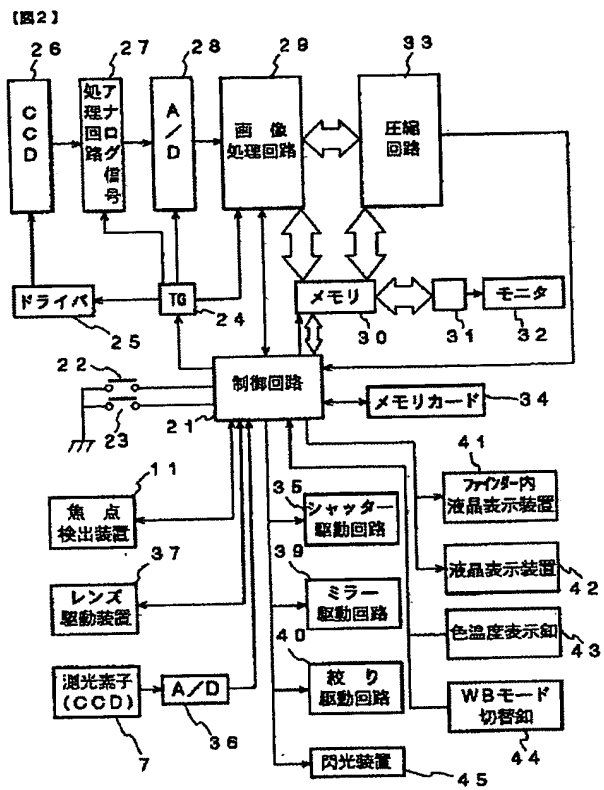 【図2】
26
27
28
29
33
CCD
アナログ信号
処理回路
A/D
画像
処理回路
圧縮
回路
ドライバ
25
TG
24
メモリ
30
31
モニタ
32
22
23
制御回路
21
メモリカード
34
11
焦点
検出装置
35
シャッター
駆動回路
41
ファインダー内
液晶表示装置
37
レンズ
駆動装置
39
ミラー
駆動回路
液晶表示装置
42
色温度表示釦
43
測光素子
(CCD)
7
A/D
36
40
絞り
駆動回路
WBモード
切替釦
44
閃光装置
45